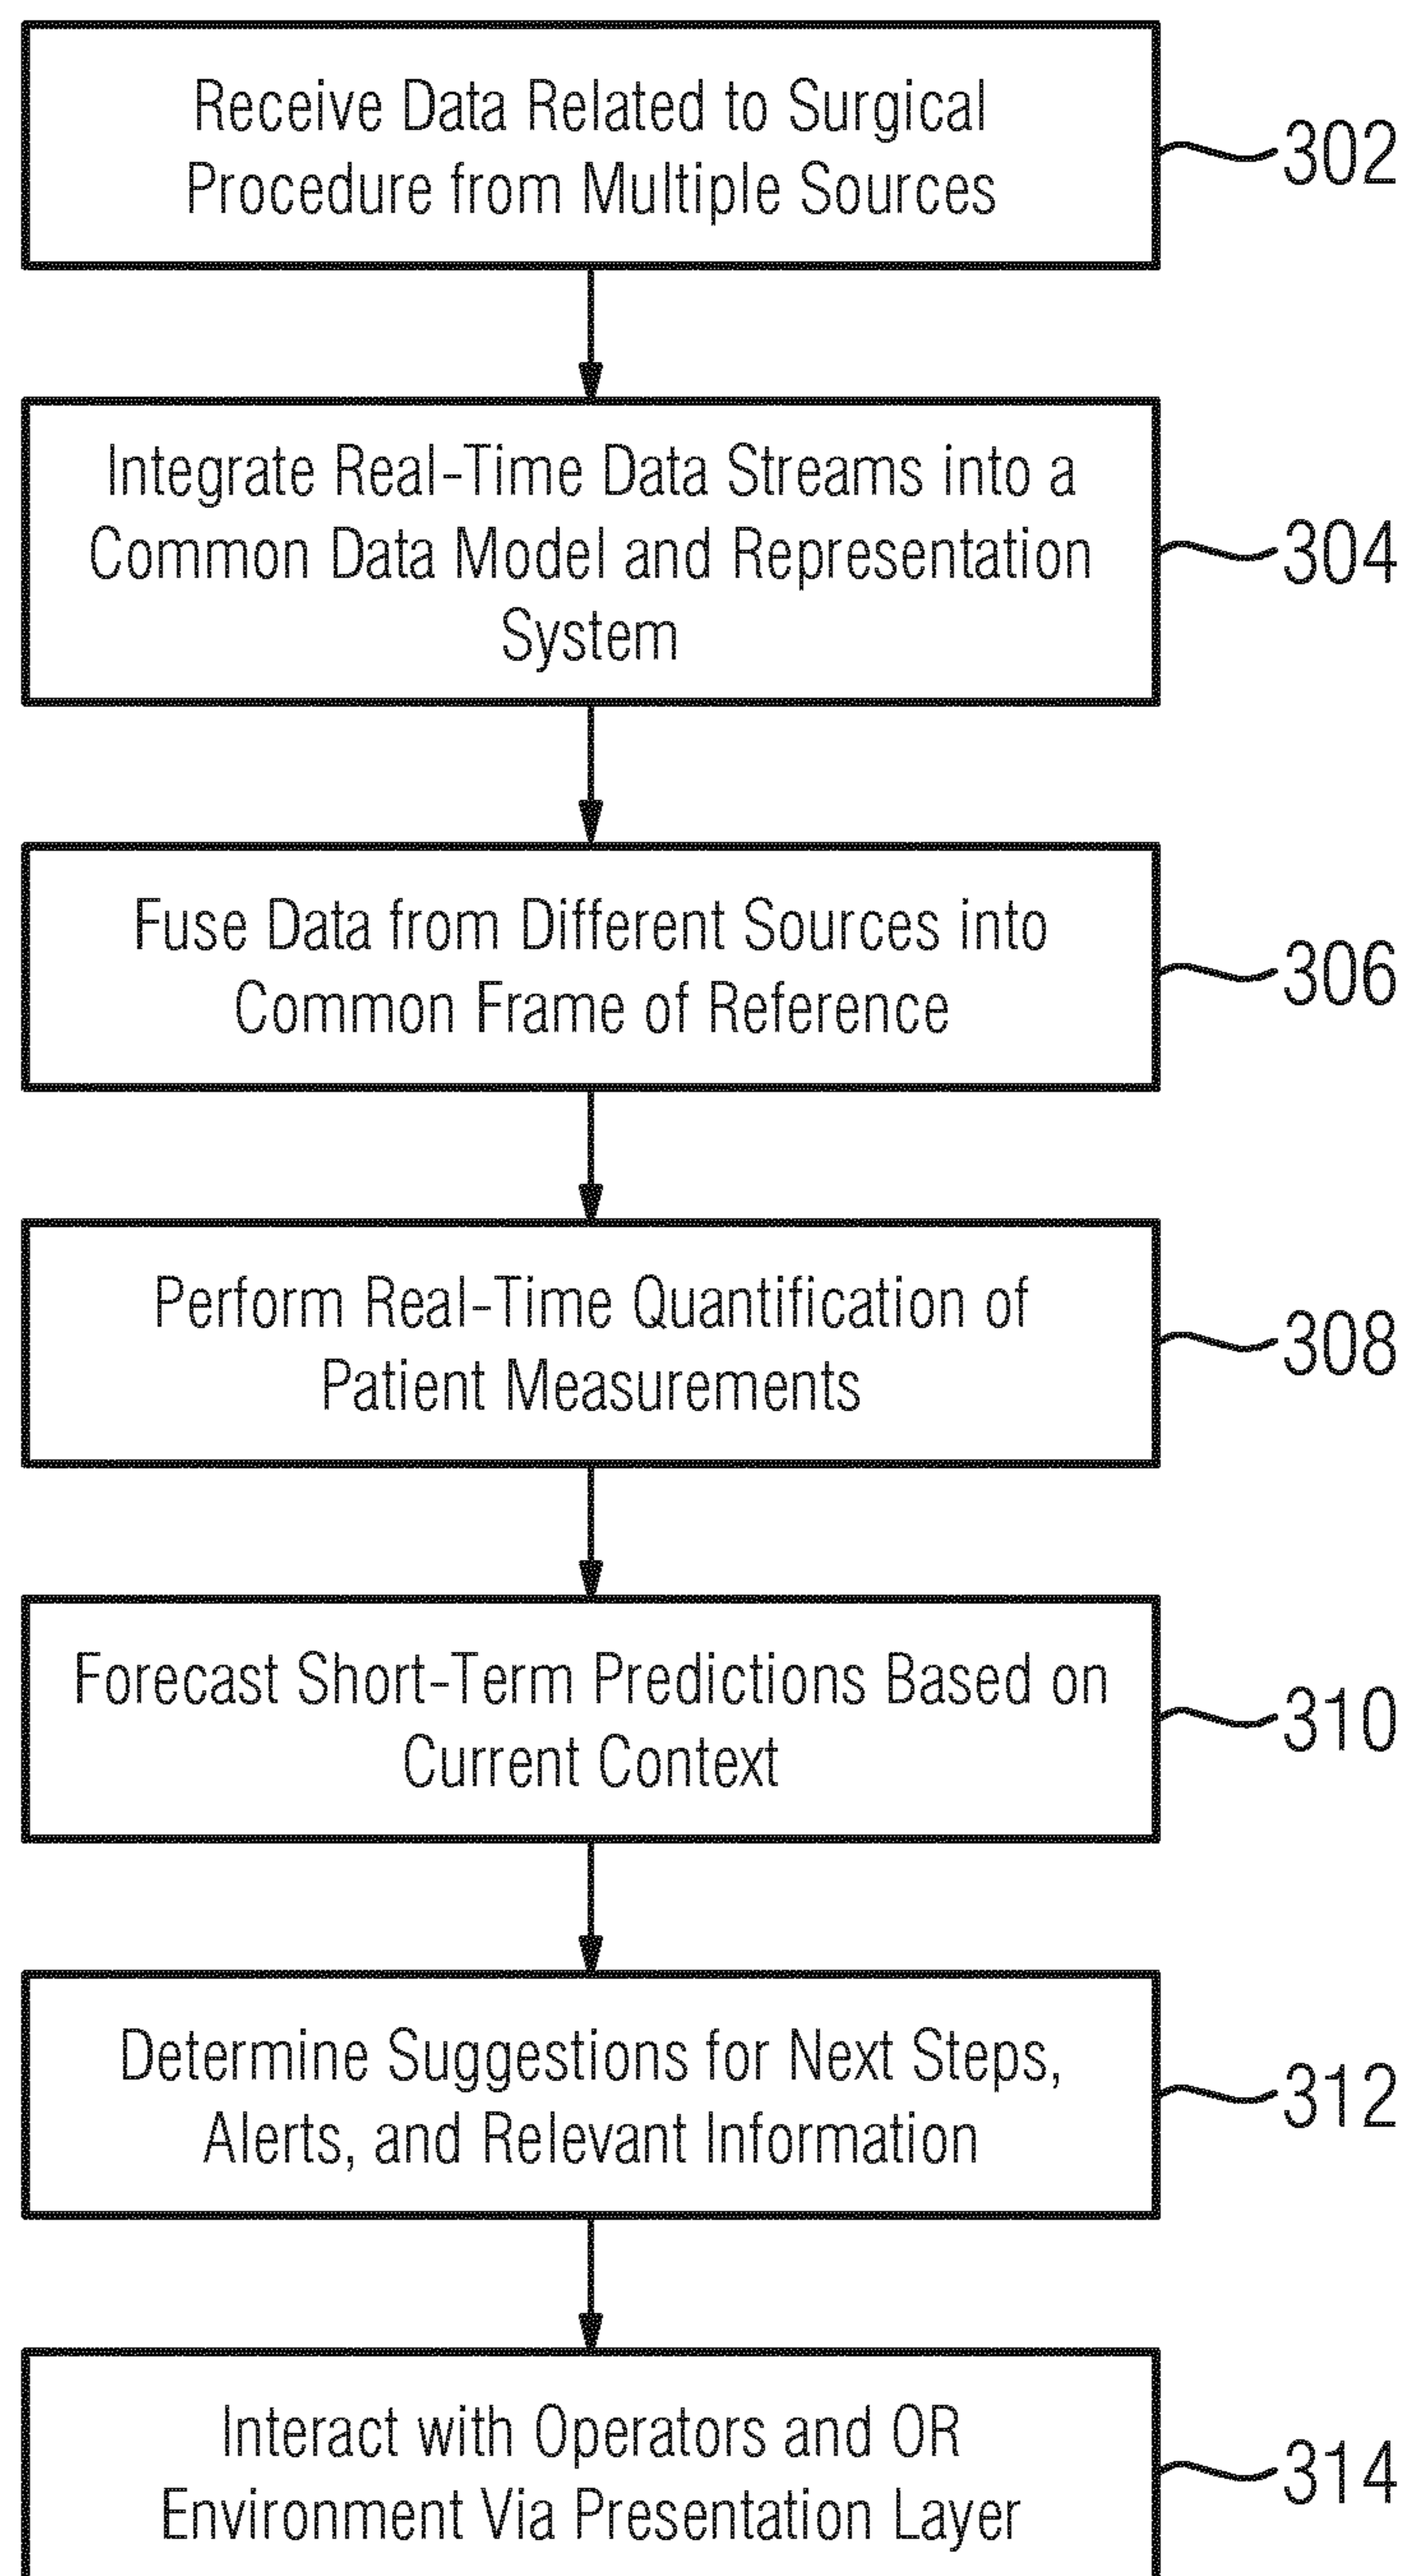 Receive Data Related to Surgical
Procedure from Multiple Sources
302
Integrate Real-Time Data Streams into a
Common Data Model and Representation
System
304
Fuse Data from Different Sources into
Common Frame of Reference
306
Perform Real-Time Quantification of
Patient Measurements
308
Forecast Short-Term Predictions Based on
Current Context
310
Determine Suggestions for Next Steps,
Alerts, and Relevant Information
312
Interact with Operators and OR
Environment Via Presentation Layer
314